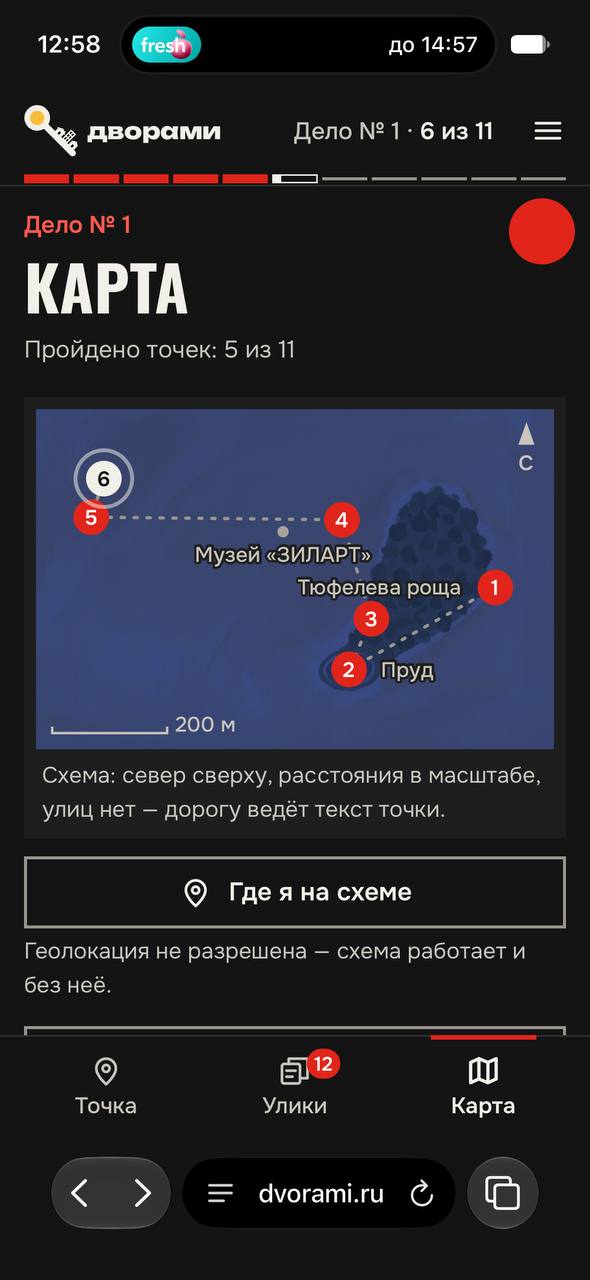 12:58
fresh
до 14:57
дворами
Дело № 1 · 6 из 11
Дело № 1
КАРТА
Пройдено точек: 5 из 11
С
6
5
4
Музей «ЗИЛАРТ»
Тюфелева роща
1
3
2
Пруд
200 м
Схема: север сверху, расстояния в масштабе,
улиц нет — дорогу ведёт текст точки.
Где я на схеме
Геолокация не разрешена — схема работает и
без неё.
12
Точка
Улики
Карта
dvorami.ru